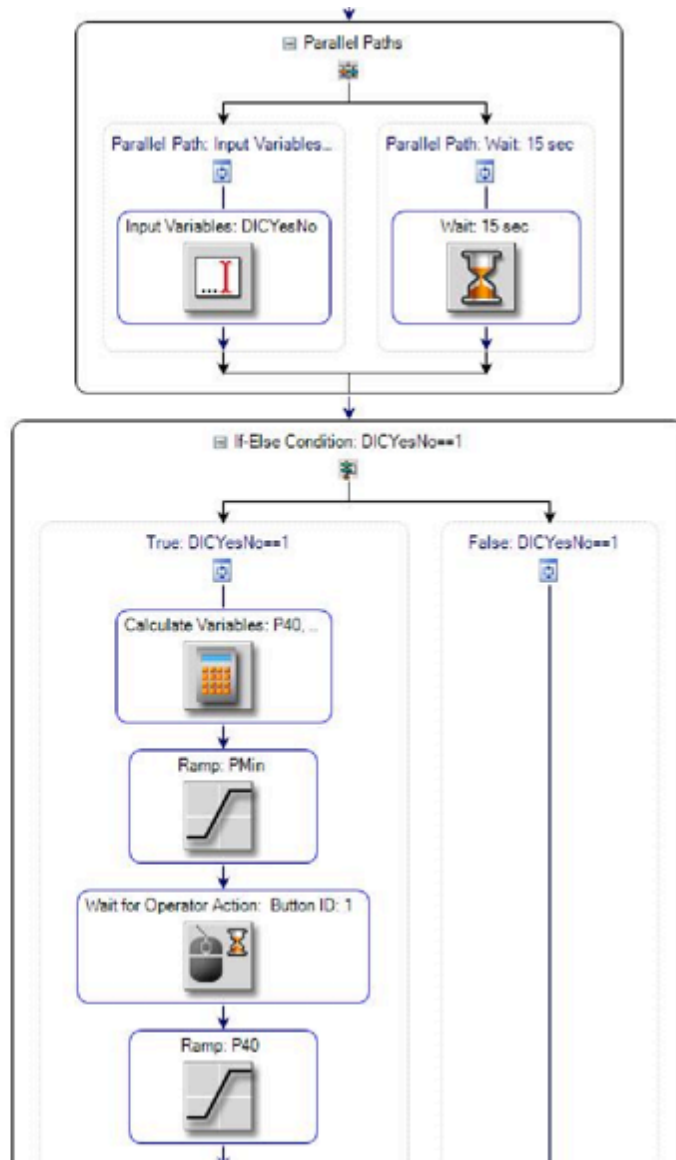 Parallel Paths
Parallel Path: Input Variables...
Parallel Path: Wait: 15 sec
Input Variables: DICYesNo
Wait: 15 sec
...I
If-Else Condition: DICYesNo==1
True: DICYesNo==1
False: DICYesNo==1
Calculate Variables: P40, ...
Ramp: PMin
Wait for Operator Action: Button ID: 1
Ramp: P40